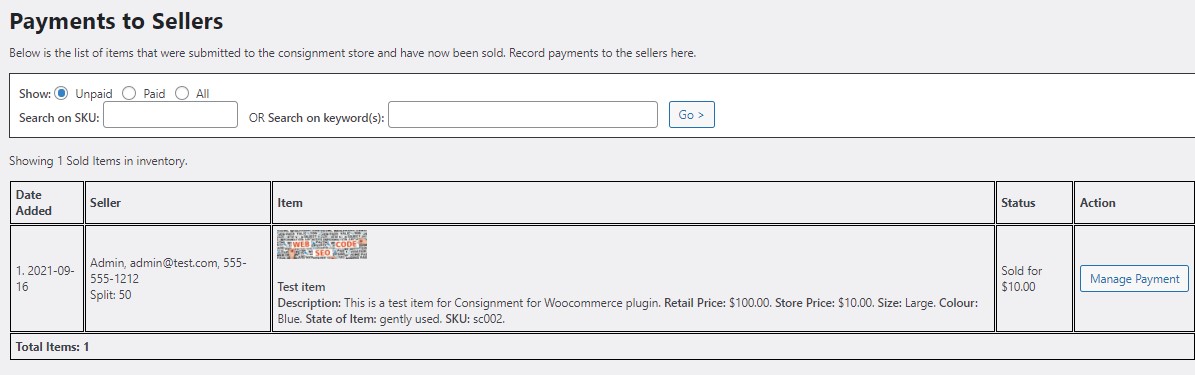 Payments to Sellers
Below is the list of items that were submitted to the consignment store and have now been sold. Record payments to the sellers here.
Show: Unpaid Paid All
Search on SKU: OR Search on keyword(s): Go >
Showing 1 Sold Items in inventory.
Date Added Seller Item Status Action
WEB CODE
SEO
1. 2021-09-
16
Admin, admin@test.com, 555-
555-1212
Split: 50
Test item
Description: This is a test item for Consignment for Woocommerce plugin. Retail Price: $100.00. Store Price: $10.00. Size: Large. Colour:
Blue. State of Item: gently used. SKU: sc002.
Sold for
$10.00
Manage Payment
Total Items: 1